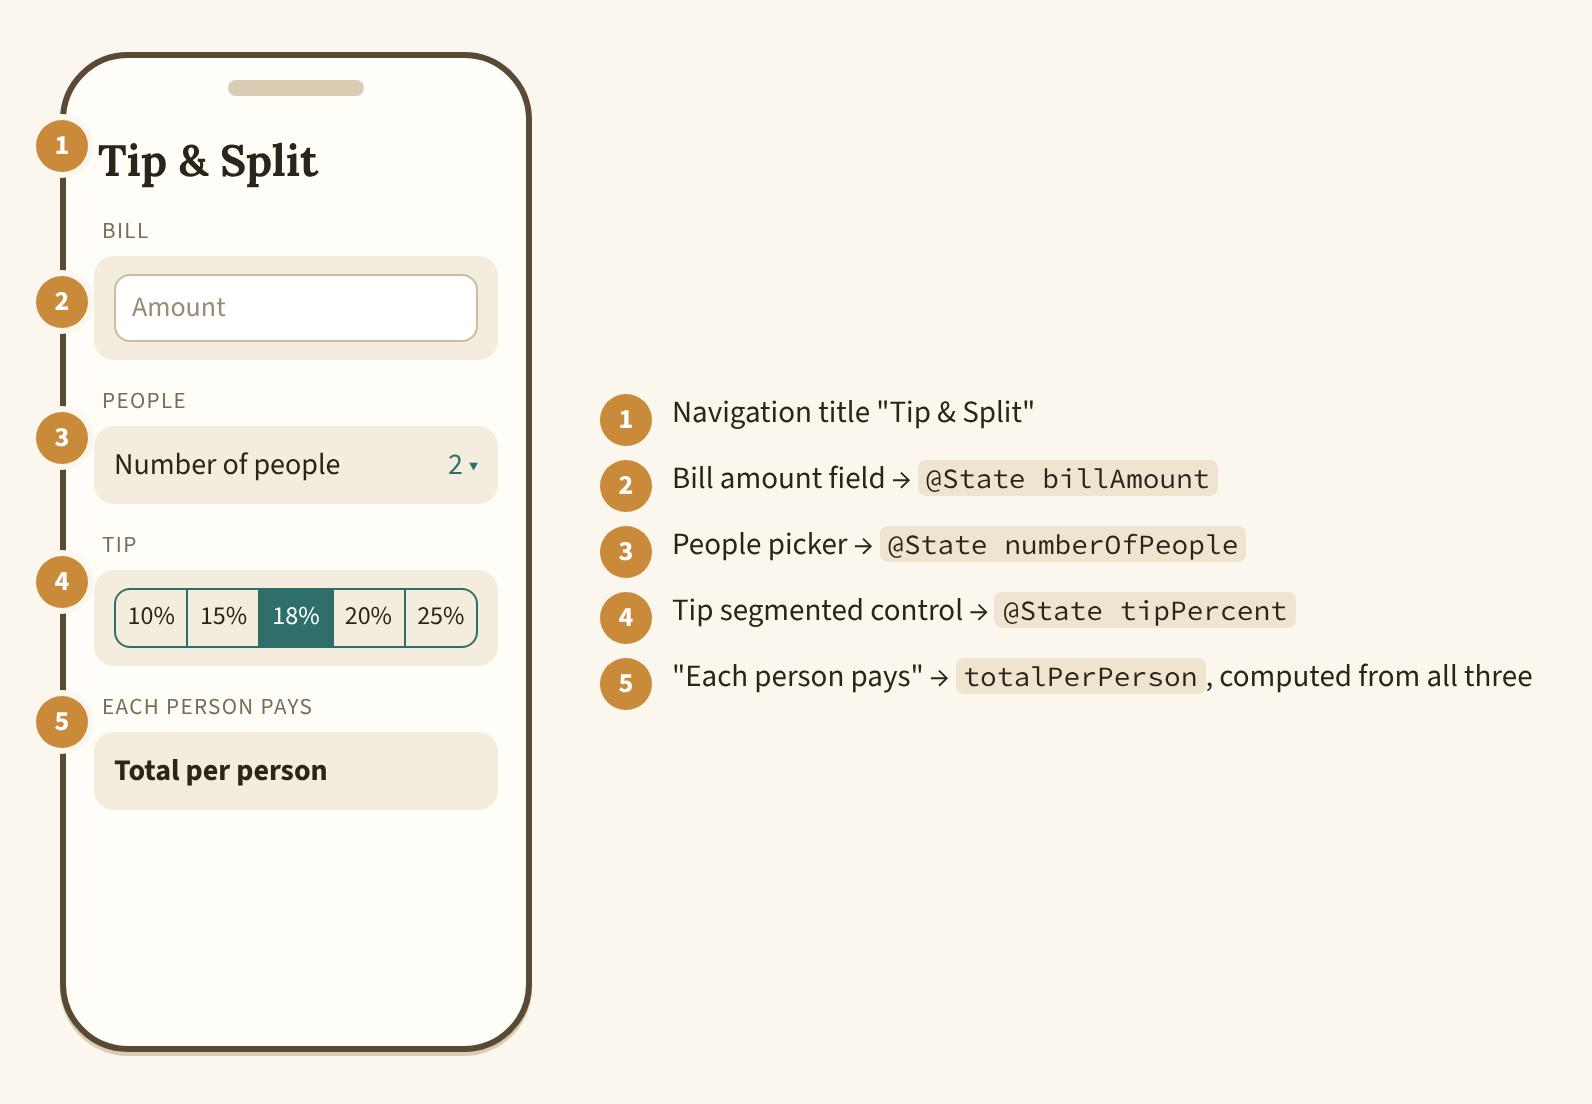 1 Tip & Split
BILL
2 Amount
PEOPLE
3 Number of people 2 ▾
TIP
4 10% 15% 18% 20% 25%
5 EACH PERSON PAYS
Total per person
1 Navigation title "Tip & Split"
2 Bill amount field → @State billAmount
3 People picker → @State numberOfPeople
4 Tip segmented control → @State tipPercent
5 "Each person pays" → totalPerPerson, computed from all three